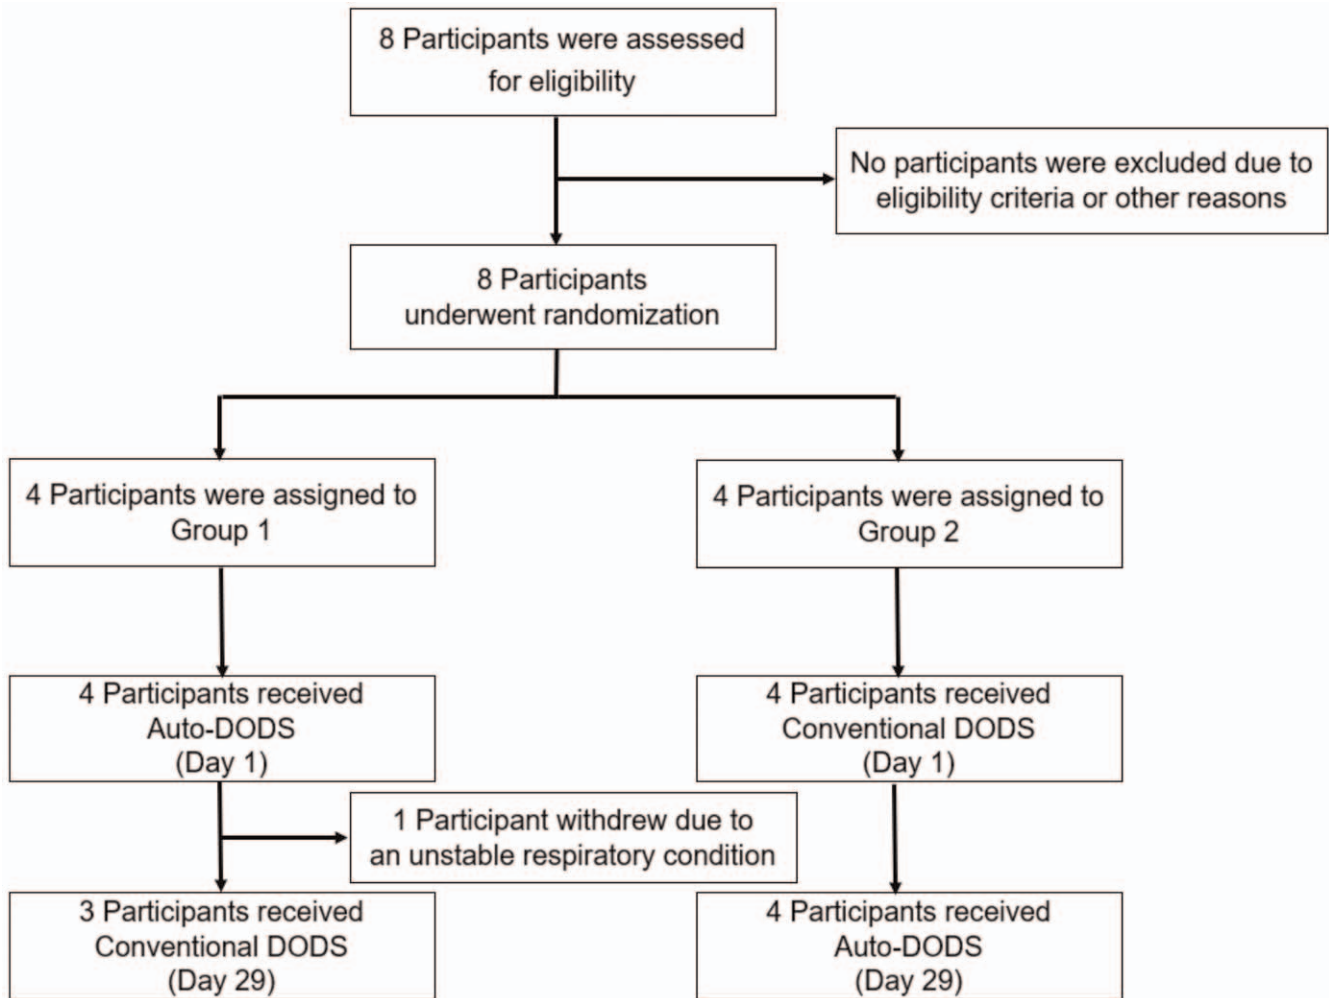 8 Participants were assessed
for eligibility
No participants were excluded due to
eligibility criteria or other reasons
8 Participants
underwent randomization
4 Participants were assigned to
Group 1
4 Participants were assigned to
Group 2
4 Participants received
Auto-DODS
(Day 1)
4 Participants received
Conventional DODS
(Day 1)
1 Participant withdrew due to
an unstable respiratory condition
3 Participants received
Conventional DODS
(Day 29)
4 Participants received
Auto-DODS
(Day 29)